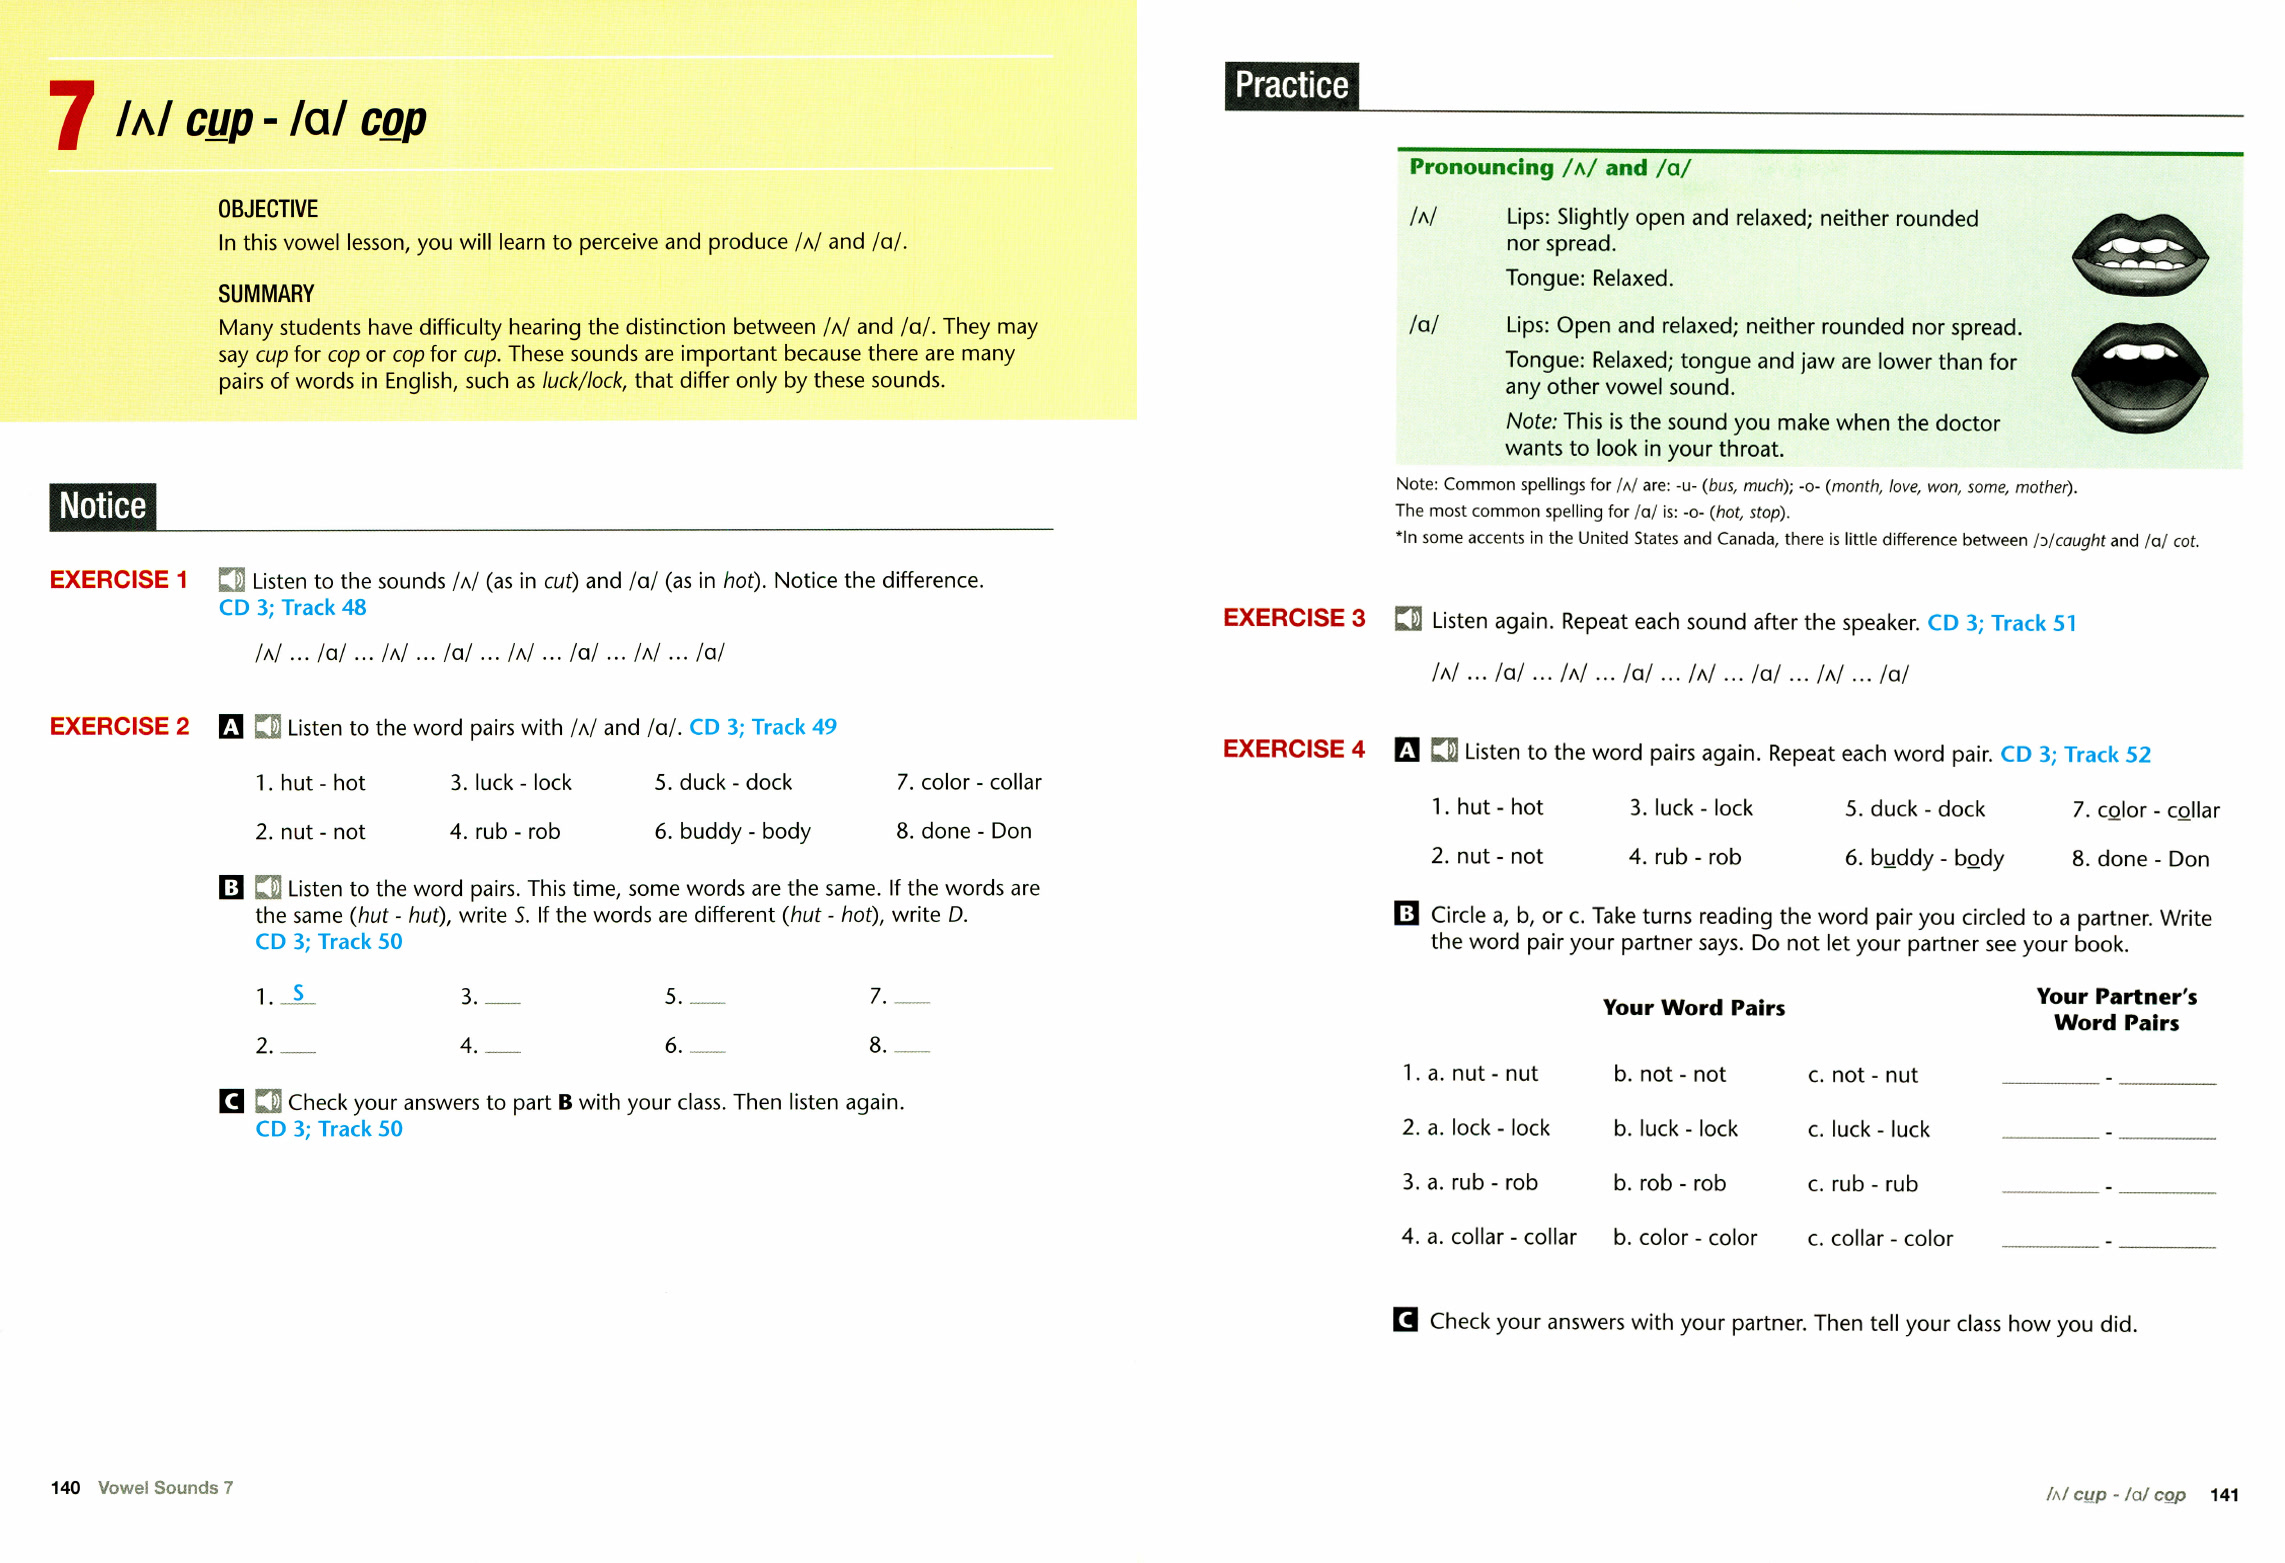 7 /ʌ/ cup - /ɑ/ cop
OBJECTIVE
In this vowel lesson, you will learn to perceive and produce /ʌ/ and /ɑ/.
SUMMARY
Many students have difficulty hearing the distinction between /ʌ/ and /ɑ/. They may
say cup for cop or cop for cup. These sounds are important because there are many
pairs of words in English, such as luck/lock, that differ only by these sounds.
Notice
EXERCISE 1 Listen to the sounds /ʌ/ (as in cut) and /ɑ/ (as in hot). Notice the difference.
CD 3; Track 48
/ʌ/ ... /ɑ/ ... /ʌ/ ... /ɑ/ ... /ʌ/ ... /ɑ/ ... /ʌ/ ... /ɑ/
EXERCISE 2 A Listen to the word pairs with /ʌ/ and /ɑ/. CD 3; Track 49
1. hut - hot 3. luck - lock 5. duck - dock 7. color - collar
2. nut - not 4. rub - rob 6. buddy - body 8. done - Don
B Listen to the word pairs. This time, some words are the same. If the words are
the same (hut - hut), write S. If the words are different (hut - hot), write D.
CD 3; Track 50
1. S 3. ___ 5. ___ 7. ___
2. ___ 4. ___ 6. ___ 8. ___
C Check your answers to part B with your class. Then listen again.
CD 3; Track 50
140 Vowel Sounds 7
Practice
Pronouncing /ʌ/ and /ɑ/
/ʌ/ Lips: Slightly open and relaxed; neither rounded
nor spread.
Tongue: Relaxed.
/ɑ/ Lips: Open and relaxed; neither rounded nor spread.
Tongue: Relaxed; tongue and jaw are lower than for
any other vowel sound.
Note: This is the sound you make when the doctor
wants to look in your throat.
Note: Common spellings for /ʌ/ are: -u- (bus, much); -o- (month, love, won, some, mother).
The most common spelling for /ɑ/ is: -o- (hot, stop).
*In some accents in the United States and Canada, there is little difference between /ɔ/caught and /ɑ/ cot.
EXERCISE 3 Listen again. Repeat each sound after the speaker. CD 3; Track 51
/ʌ/ ... /ɑ/ ... /ʌ/ ... /ɑ/ ... /ʌ/ ... /ɑ/ ... /ʌ/ ... /ɑ/
EXERCISE 4 A Listen to the word pairs again. Repeat each word pair. CD 3; Track 52
1. hut - hot 3. luck - lock 5. duck - dock 7. color - collar
2. nut - not 4. rub - rob 6. buddy - body 8. done - Don
B Circle a, b, or c. Take turns reading the word pair you circled to a partner. Write
the word pair your partner says. Do not let your partner see your book.
Your Word Pairs
Your Partner's
Word Pairs
1. a. nut - nut b. not - not c. not - nut ________ - ________
2. a. lock - lock b. luck - lock c. luck - luck ________ - ________
3. a. rub - rob b. rob - rob c. rub - rub ________ - ________
4. a. collar - collar b. color - color c. collar - color ________ - ________
C Check your answers with your partner. Then tell your class how you did.
/ʌ/ cup - /ɑ/ cop 141